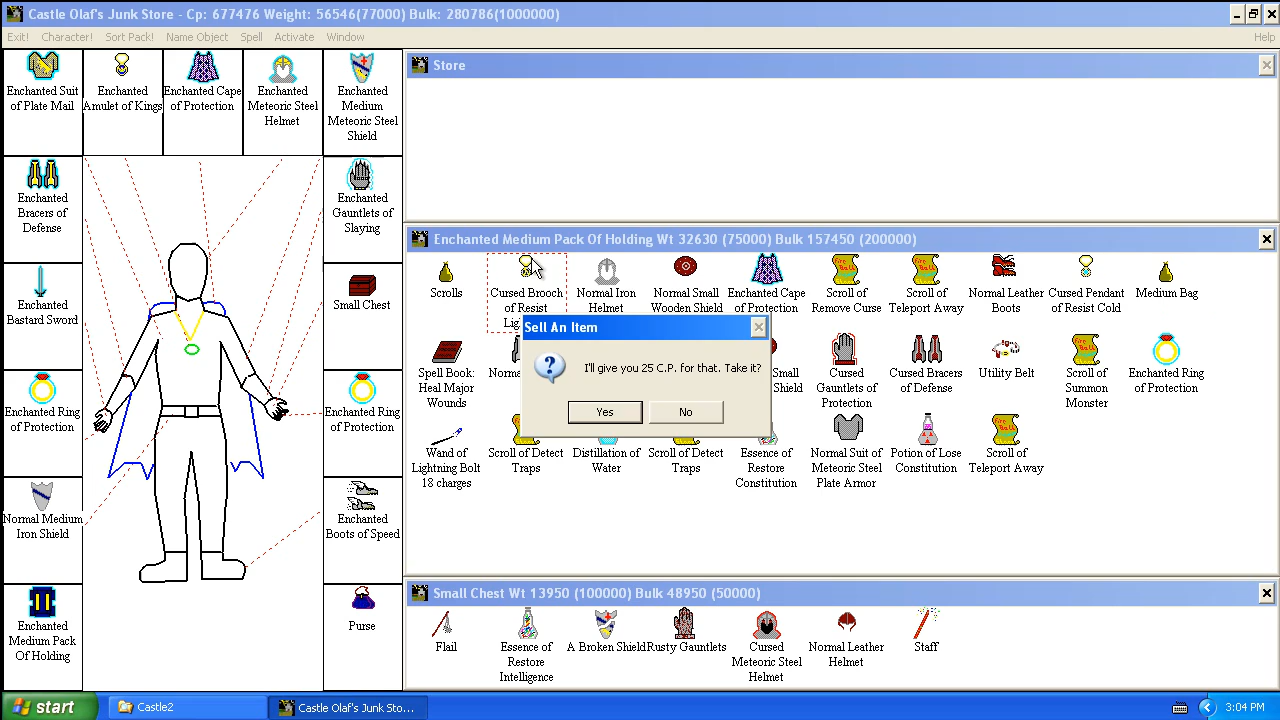 Castle Olaf's Junk Store - Cp: 677476 Weight: 56546(77000) Bulk: 280786(1000000)
Exit! Character! Sort Pack! Name Object Spell Activate Window Help
Enchanted Suit
of Plate Mail
Enchanted
Amulet of Kings
Enchanted Cape
of Protection
Enchanted
Meteoric Steel
Helmet
Enchanted
Medium
Meteoric Steel
Shield
Enchanted
Bracers of
Defense
Enchanted
Gauntlets of
Slaying
Enchanted
Bastard Sword
Small Chest
Enchanted Ring
of Protection
Enchanted Ring
of Protection
Normal Medium
Iron Shield
Enchanted
Boots of Speed
Enchanted
Medium Pack
Of Holding
Purse
Store
Enchanted Medium Pack Of Holding Wt 32630 (75000) Bulk 157450 (200000)
Scrolls
Cursed Brooch
of Resist
Normal Iron
Helmet
Normal Small
Wooden Shield
Enchanted Cape
of Protection
Scroll of
Remove Curse
Scroll of
Teleport Away
Normal Leather
Boots
Cursed Pendant
of Resist Cold
Medium Bag
Sell An Item
I'll give you 25 C.P. for that. Take it?
Yes
No
Spell Book:
Heal Major
Wounds
Small
Shield
Cursed
Gauntlets of
Protection
Cursed Bracers
of Defense
Utility Belt
Scroll of
Summon
Monster
Enchanted Ring
of Protection
Wand of
Lightning Bolt
18 charges
Scroll of Detect
Traps
Distillation of
Water
Scroll of Detect
Traps
Essence of
Restore
Constitution
Normal Suit of
Meteoric Steel
Plate Armor
Potion of Lose
Constitution
Scroll of
Teleport Away
Small Chest Wt 13950 (100000) Bulk 48950 (50000)
Flail
Essence of
Restore
Intelligence
A Broken Shield
Rusty Gauntlets
Cursed
Meteoric Steel
Helmet
Normal Leather
Helmet
Staff
start Castle2 Castle Olaf's Junk Sto... 3:04 PM